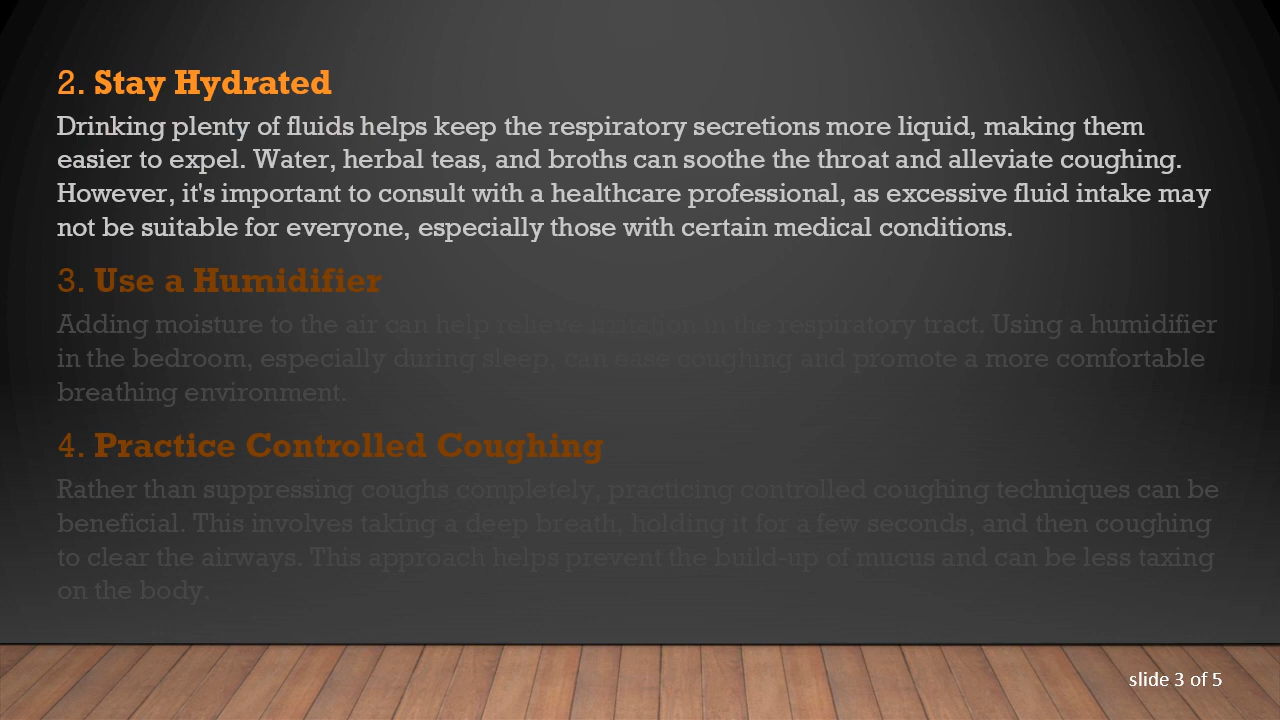 2. Stay Hydrated
Drinking plenty of fluids helps keep the respiratory secretions more liquid, making them
easier to expel. Water, herbal teas, and broths can soothe the throat and alleviate coughing.
However, it's important to consult with a healthcare professional, as excessive fluid intake may
not be suitable for everyone, especially those with certain medical conditions.
3. Use a Humidifier
Adding moisture to the air can help relieve irritation in the respiratory tract. Using a humidifier
in the bedroom, especially during sleep, can ease coughing and promote a more comfortable
breathing environment.
4. Practice Controlled Coughing
Rather than suppressing coughs completely, practicing controlled coughing techniques can be
beneficial. This involves taking a deep breath, holding it for a few seconds, and then coughing
to clear the airways. This approach helps prevent the build-up of mucus and can be less taxing
on the body.
slide 3 of 5